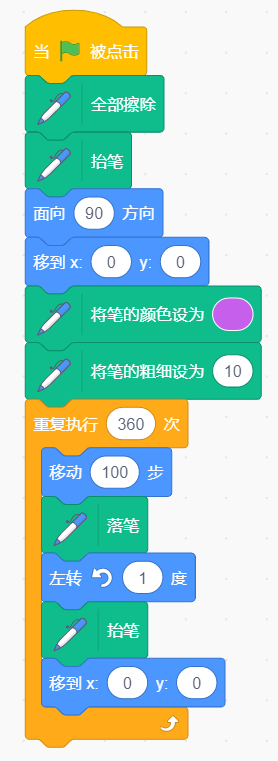 当 被点击
全部擦除
抬笔
面向 90 方向
移到 x: 0 y: 0
将笔的颜色设为
将笔的粗细设为 10
重复执行 360 次
移动 100 步
落笔
左转 1 度
抬笔
移到 x: 0 y: 0